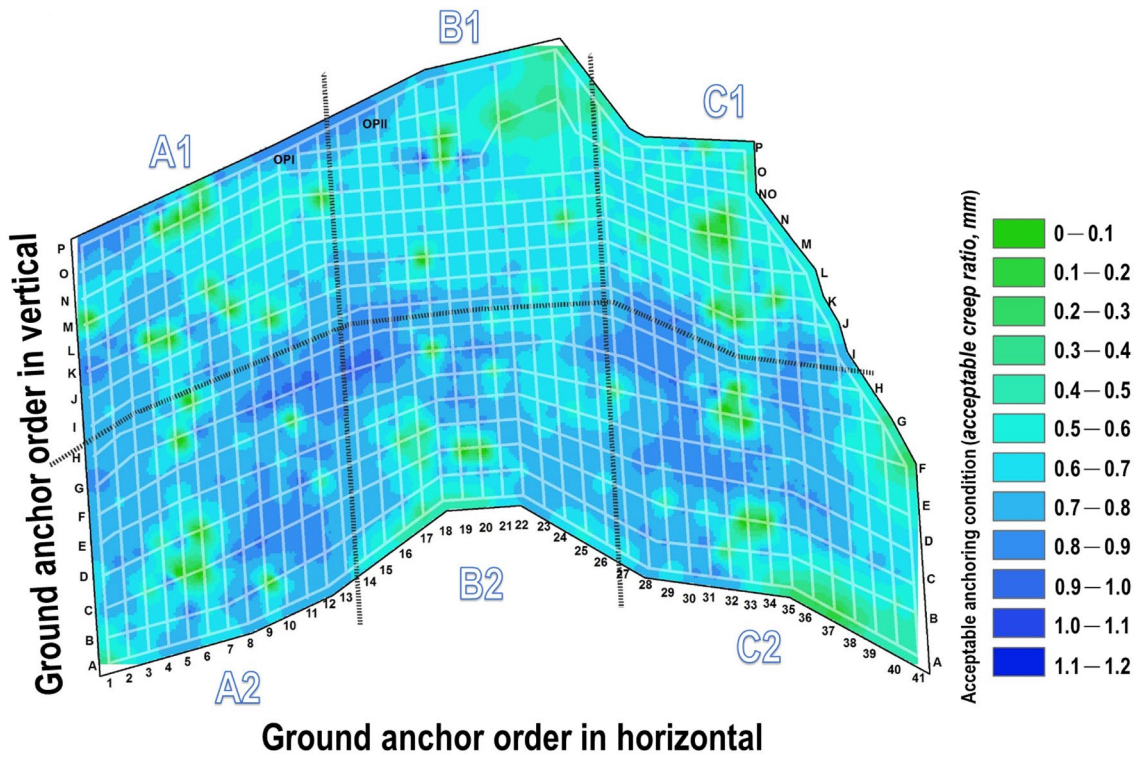 B1
C1
A1
OPII
OPI
P
O
N
M
L
K
J
I
H
G
F
E
D
C
B
A
P
O
NO
N
M
L
K
J
I
H
G
F
E
D
C
B
A
1 2 3 4 5 6 7 8 9 10 11 12 13 14 15 16 17 18 19 20 21 22 23 24 25 26 27 28 29 30 31 32 33 34 35 36 37 38 39 40 41
A2
B2
C2
Ground anchor order in vertical
Ground anchor order in horizontal
Acceptable anchoring condition (acceptable creep ratio, mm)
0 — 0.1
0.1 — 0.2
0.2 — 0.3
0.3 — 0.4
0.4 — 0.5
0.5 — 0.6
0.6 — 0.7
0.7 — 0.8
0.8 — 0.9
0.9 — 1.0
1.0 — 1.1
1.1 — 1.2